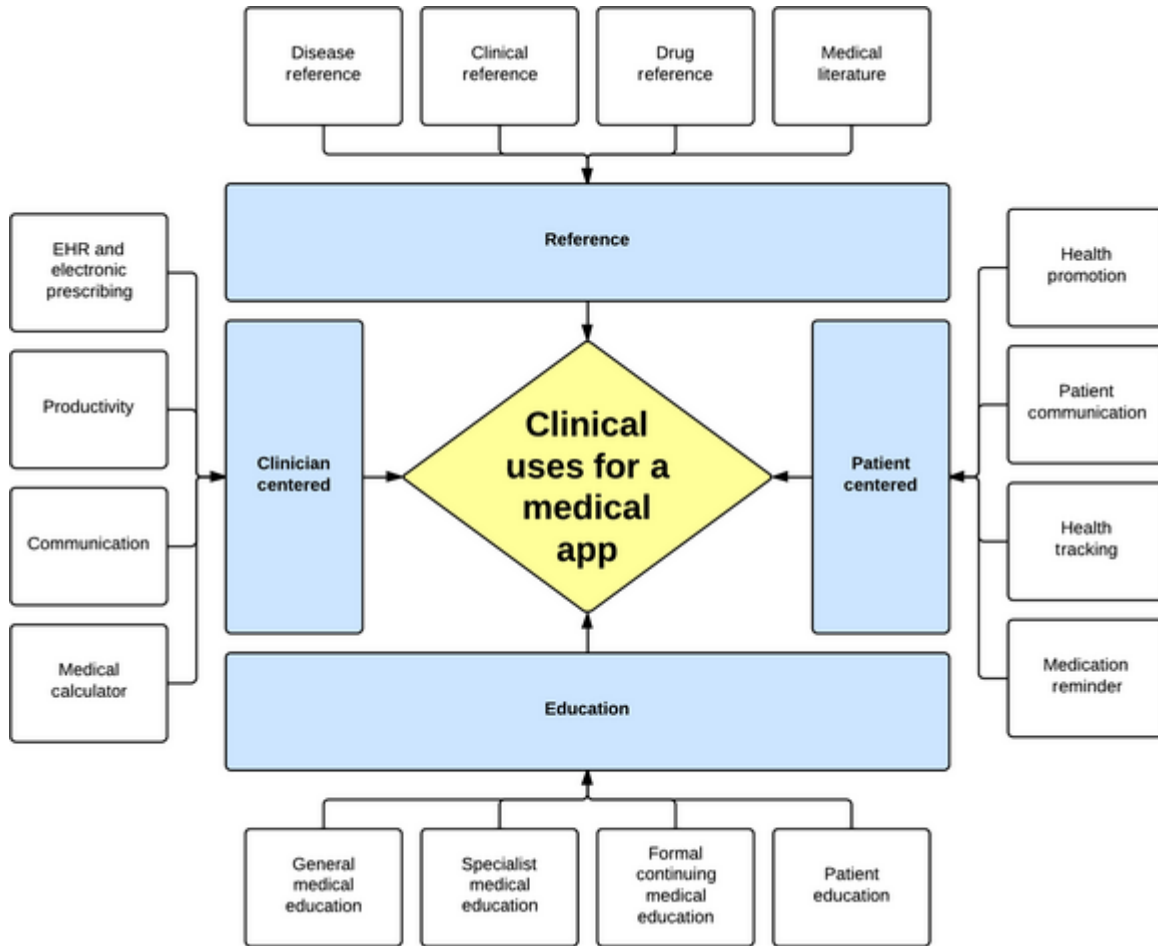 Disease
reference
Clinical
reference
Drug
reference
Medical
literature
Reference
EHR and
electronic
prescribing
Productivity
Communication
Medical
calculator
Clinician
centered
Clinical
uses for a
medical
app
Patient
centered
Health
promotion
Patient
communication
Health
tracking
Medication
reminder
Education
General
medical
education
Specialist
medical
education
Formal
continuing
medical
education
Patient
education